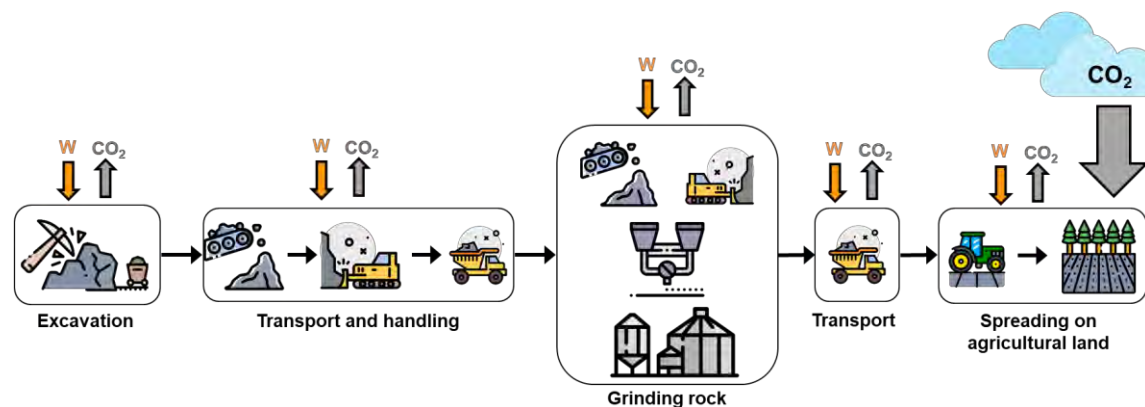 CO₂
W CO₂
W CO₂
W CO₂
W CO₂
W CO₂
Excavation
Transport and handling
Grinding rock
Transport
Spreading on
agricultural land